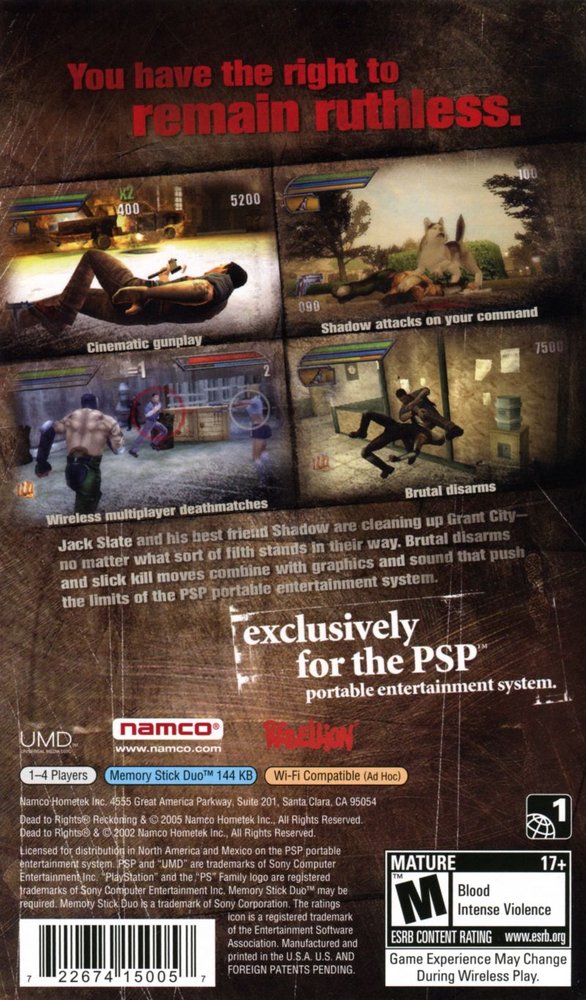 You have the right to
remain ruthless.
x2
400
5200
100
090
Cinematic gunplay
Shadow attacks on your command
=1
2
7500
Wireless multiplayer deathmatches
Brutal disarms
Jack Slate and his best friend Shadow are cleaning up Grant City—
no matter what sort of filth stands in their way. Brutal disarms
and slick kill moves combine with graphics and sound that push
the limits of the PSP portable entertainment system.
exclusively
for the PSP™
portable entertainment system.
UMD™
UNIVERSAL MEDIA DISC
namco®
www.namco.com
Rebellion
1–4 Players
Memory Stick Duo™ 144 KB
Wi-Fi Compatible (Ad Hoc)
Namco Hometek Inc. 4555 Great America Parkway, Suite 201, Santa Clara, CA 95054
Dead to Rights® Reckoning & © 2005 Namco Hometek Inc., All Rights Reserved.
Dead to Rights® & © 2002 Namco Hometek Inc., All Rights Reserved.
Licensed for distribution in North America and Mexico on the PSP portable
entertainment system. PSP and "UMD" are trademarks of Sony Computer
Entertainment Inc. "PlayStation" and the "PS" Family logo are registered
trademarks of Sony Computer Entertainment Inc. Memory Stick Duo™ may be
required. Memory Stick Duo is a trademark of Sony Corporation. The ratings
icon is a registered trademark
of the Entertainment Software
Association. Manufactured and
printed in the U.S.A. U.S. AND
FOREIGN PATENTS PENDING.
1
MATURE 17+
M™
Blood
Intense Violence
ESRB CONTENT RATING www.esrb.org
Game Experience May Change
During Wireless Play.
7 22674 15005 7